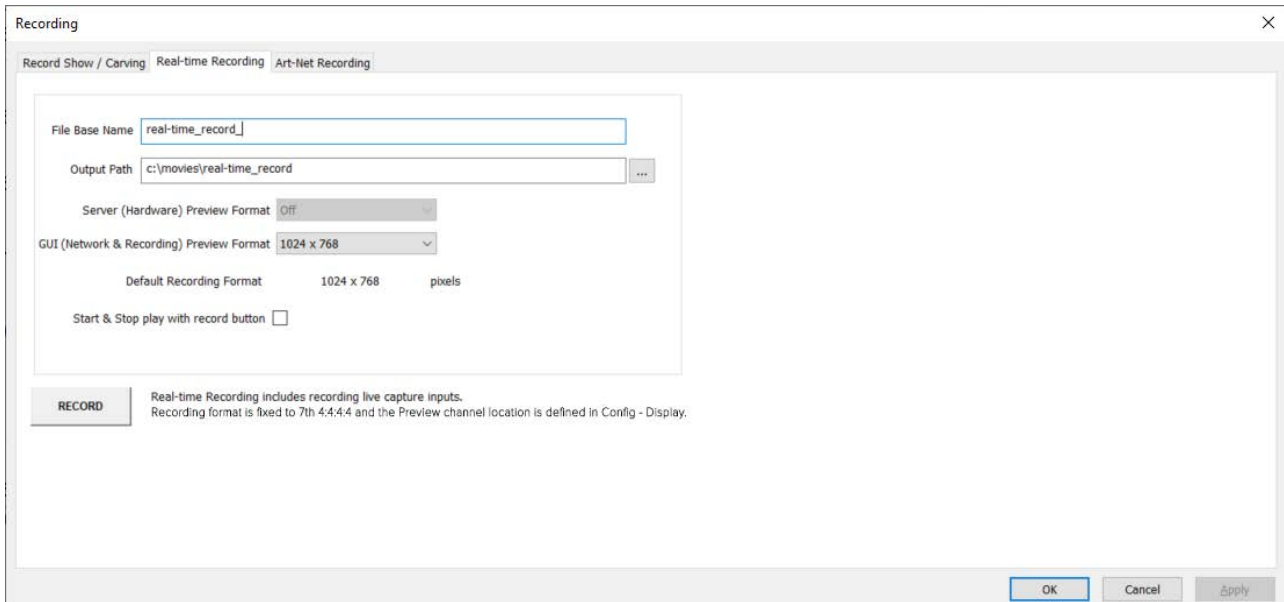 Recording
Record Show / Carving Real-time Recording Art-Net Recording
File Base Name real-time_record_
Output Path c:\movies\real-time_record ...
Server (Hardware) Preview Format Off
GUI (Network & Recording) Preview Format 1024 x 768
Default Recording Format 1024 x 768 pixels
Start & Stop play with record button
RECORD
Real-time Recording includes recording live capture inputs.
Recording format is fixed to 7th 4:4:4:4 and the Preview channel location is defined in Config - Display.
OK Cancel Apply